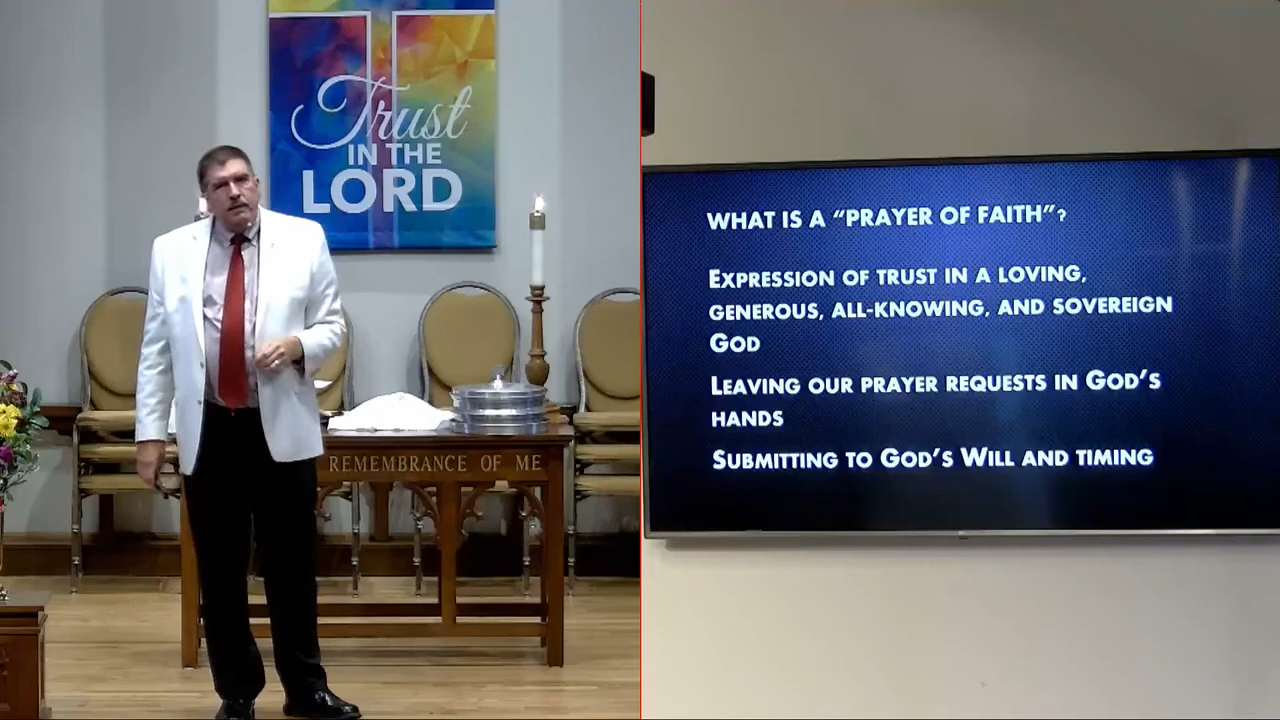 Trust
IN THE
LORD
REMEMBRANCE OF ME
WHAT IS A “PRAYER OF FAITH”?
EXPRESSION OF TRUST IN A LOVING,
GENEROUS, ALL-KNOWING, AND SOVEREIGN
GOD
LEAVING OUR PRAYER REQUESTS IN GOD’S
HANDS
SUBMITTING TO GOD’S WILL AND TIMING